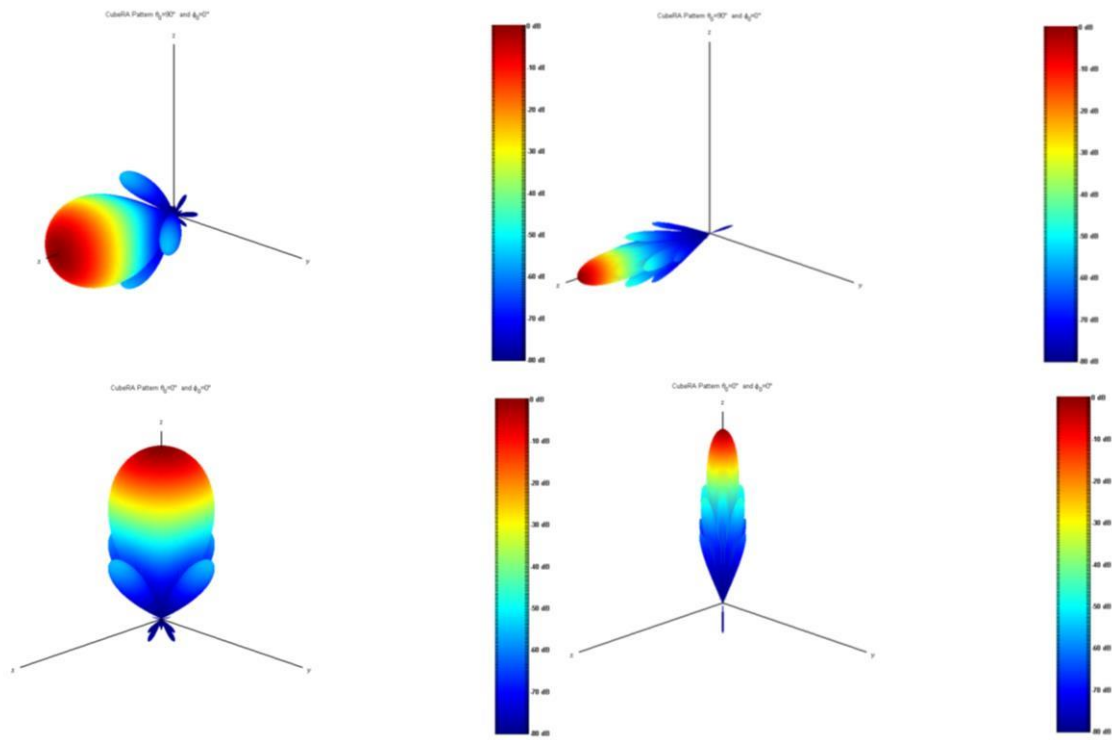 CubeRA Pattern θ₀=90° and ϕ₀=0°
z
x
y
0 dB
-10 dB
-20 dB
-30 dB
-40 dB
-50 dB
-60 dB
-70 dB
-80 dB
CubeRA Pattern θ₀=90° and ϕ₀=0°
z
x
y
0 dB
-10 dB
-20 dB
-30 dB
-40 dB
-50 dB
-60 dB
-70 dB
-80 dB
CubeRA Pattern θ₀=0° and ϕ₀=0°
z
x
y
0 dB
-10 dB
-20 dB
-30 dB
-40 dB
-50 dB
-60 dB
-70 dB
-80 dB
CubeRA Pattern θ₀=0° and ϕ₀=0°
z
x
y
0 dB
-10 dB
-20 dB
-30 dB
-40 dB
-50 dB
-60 dB
-70 dB
-80 dB